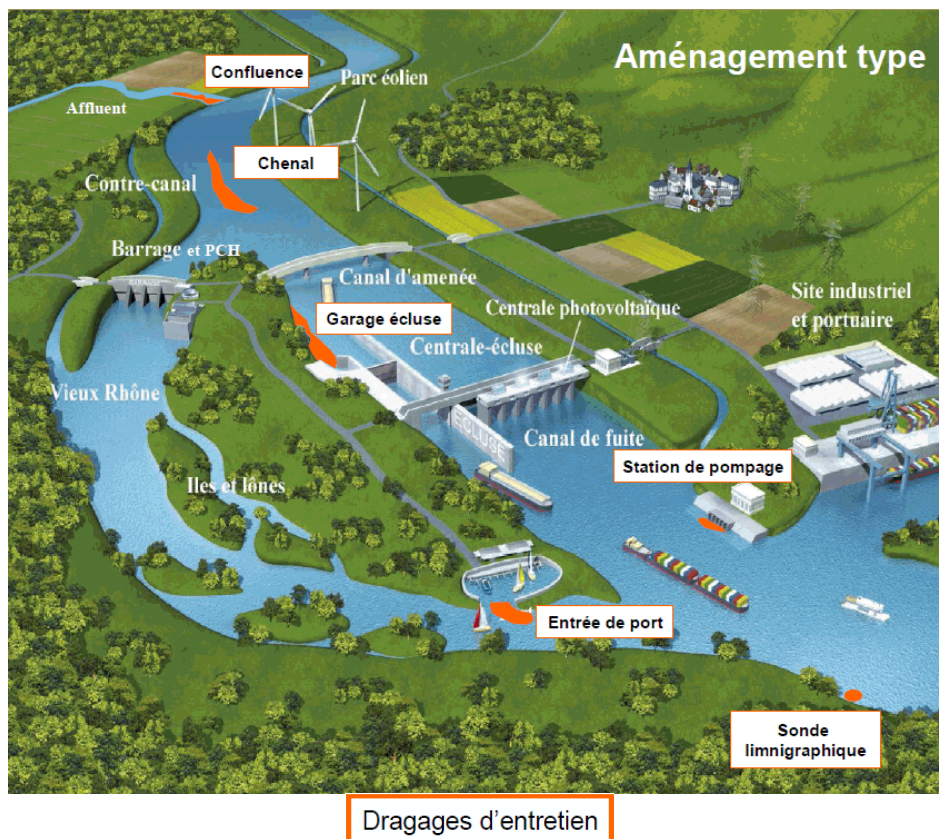 Aménagement type
Confluence
Parc éolien
Affluent
Chenal
Contre-canal
Barrage et PCH
Canal d'amenée
Centrale photovoltaïque
Site industriel
et portuaire
Garage écluse
Centrale-écluse
Vieux Rhône
ECLUSE
Canal de fuite
Station de pompage
Iles et lônes
Entrée de port
Sonde
limnigraphique
Dragages d'entretien